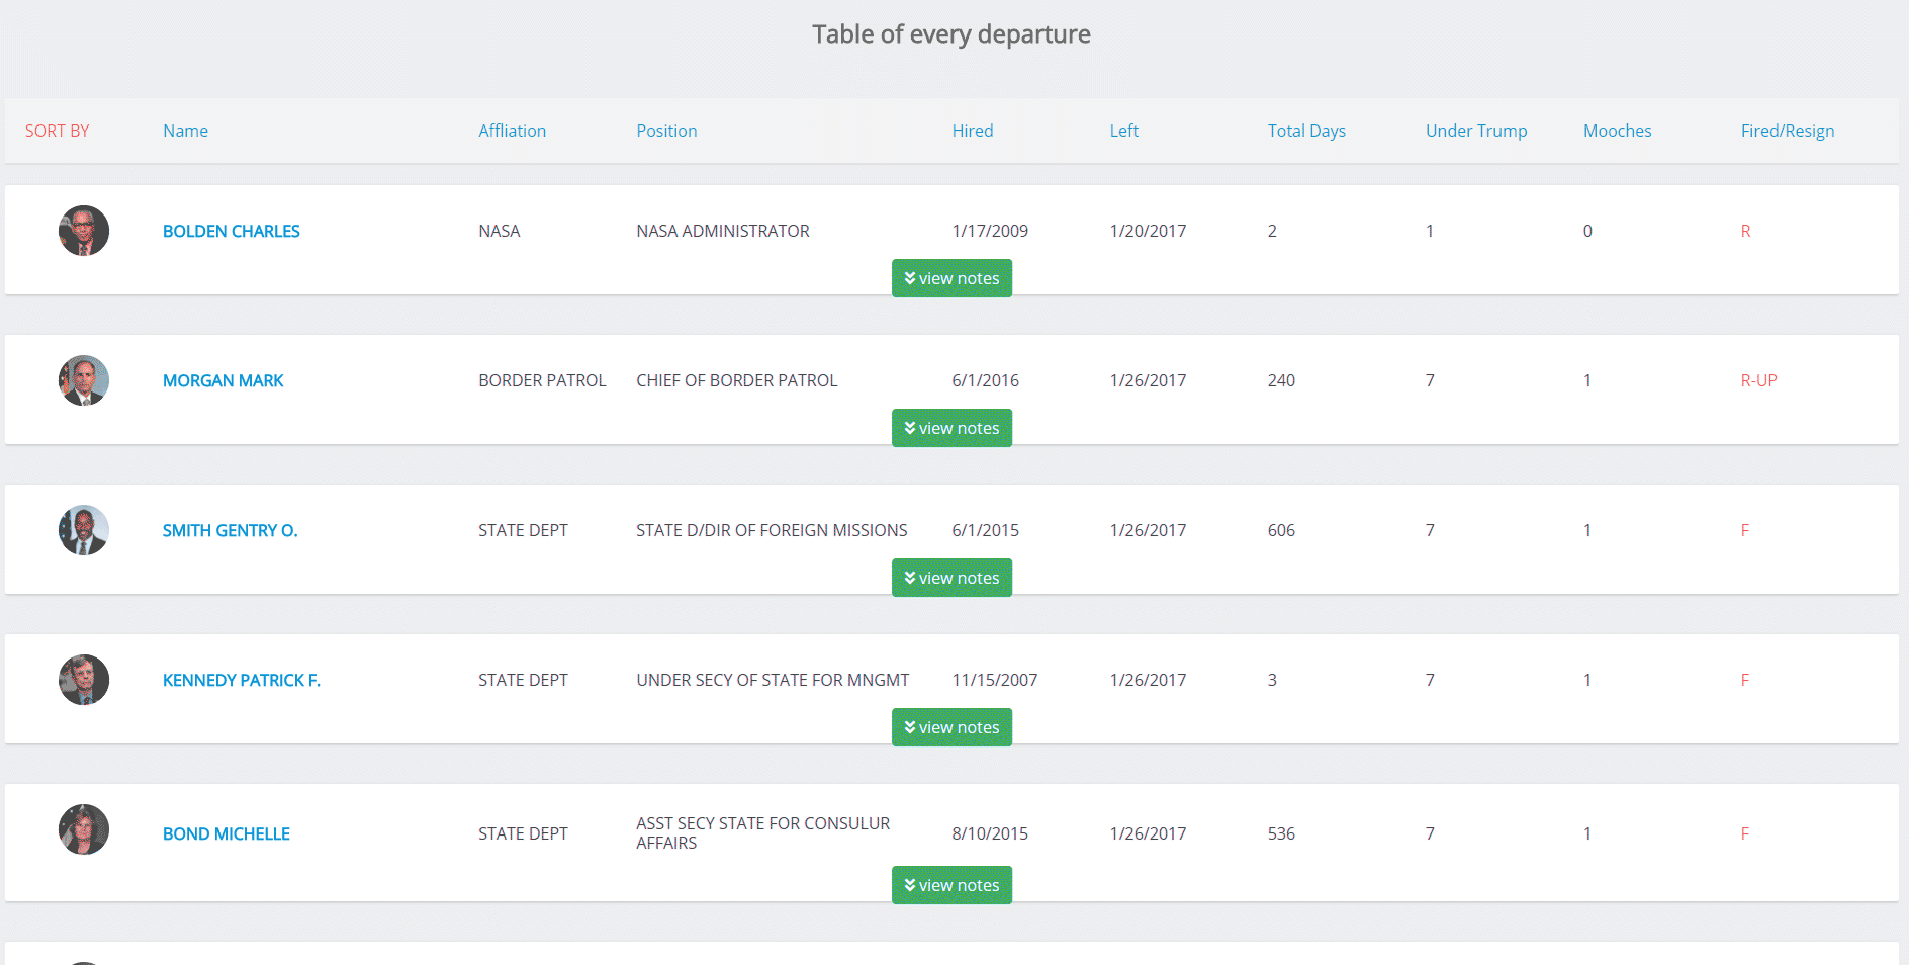 Table of every departure
SORT BY Name Affliation Position Hired Left Total Days Under Trump Mooches Fired/Resign
BOLDEN CHARLES NASA NASA ADMINISTRATOR 1/17/2009 1/20/2017 2 1 0 R
view notes
MORGAN MARK BORDER PATROL CHIEF OF BORDER PATROL 6/1/2016 1/26/2017 240 7 1 R-UP
view notes
SMITH GENTRY O. STATE DEPT STATE D/DIR OF FOREIGN MISSIONS 6/1/2015 1/26/2017 606 7 1 F
view notes
KENNEDY PATRICK F. STATE DEPT UNDER SECY OF STATE FOR MNGMT 11/15/2007 1/26/2017 3 7 1 F
view notes
BOND MICHELLE STATE DEPT ASST SECY STATE FOR CONSULUR AFFAIRS 8/10/2015 1/26/2017 536 7 1 F
view notes